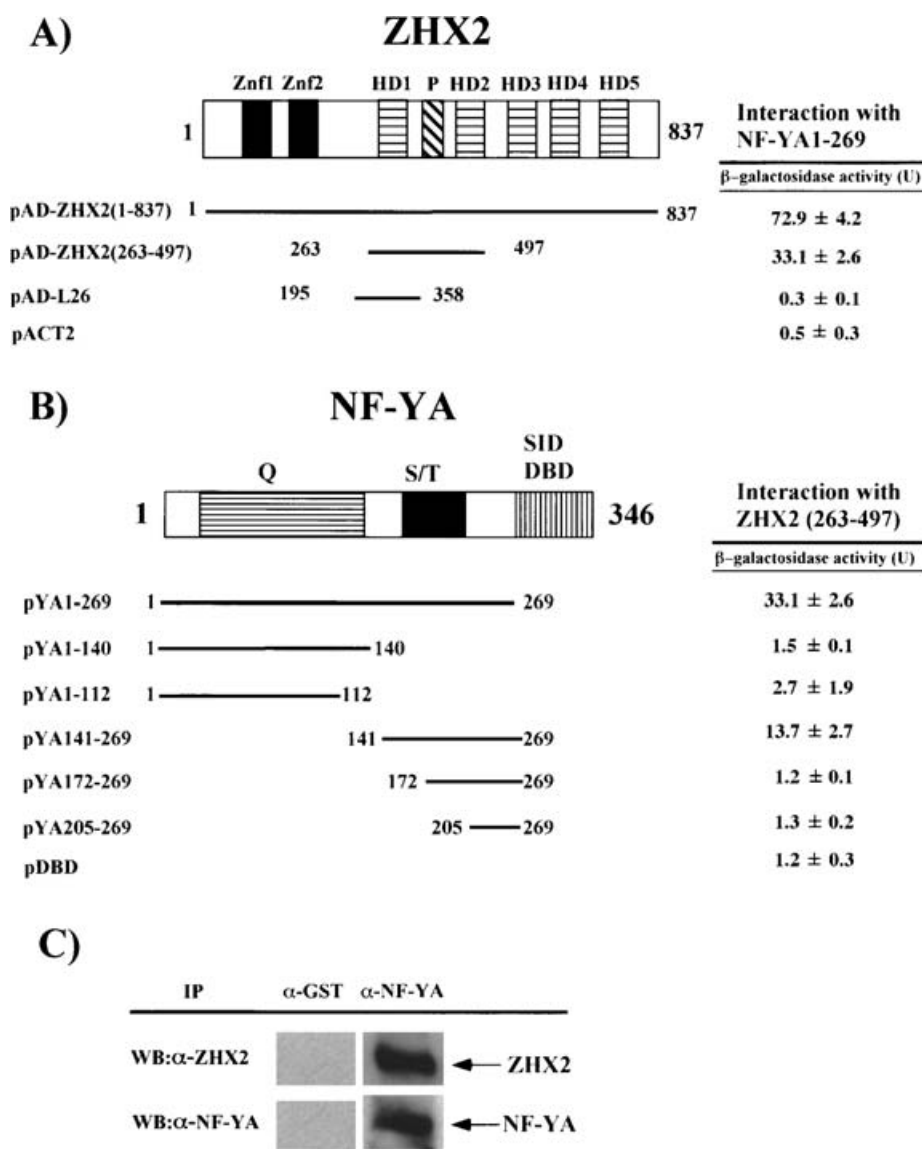 A) ZHX2
Znf1 Znf2 HD1 P HD2 HD3 HD4 HD5
1 837
Interaction with
NF-YA1-269
β-galactosidase activity (U)
pAD-ZHX2(1-837) 1 837 72.9 ± 4.2
pAD-ZHX2(263-497) 263 497 33.1 ± 2.6
pAD-L26 195 358 0.3 ± 0.1
pACT2 0.5 ± 0.3
B) NF-YA
Q S/T SID
DBD
1 346
Interaction with
ZHX2 (263-497)
β-galactosidase activity (U)
pYA1-269 1 269 33.1 ± 2.6
pYA1-140 1 140 1.5 ± 0.1
pYA1-112 1 112 2.7 ± 1.9
pYA141-269 141 269 13.7 ± 2.7
pYA172-269 172 269 1.2 ± 0.1
pYA205-269 205 269 1.3 ± 0.2
pDBD 1.2 ± 0.3
C)
IP α-GST α-NF-YA
WB:α-ZHX2 ZHX2
WB:α-NF-YA NF-YA